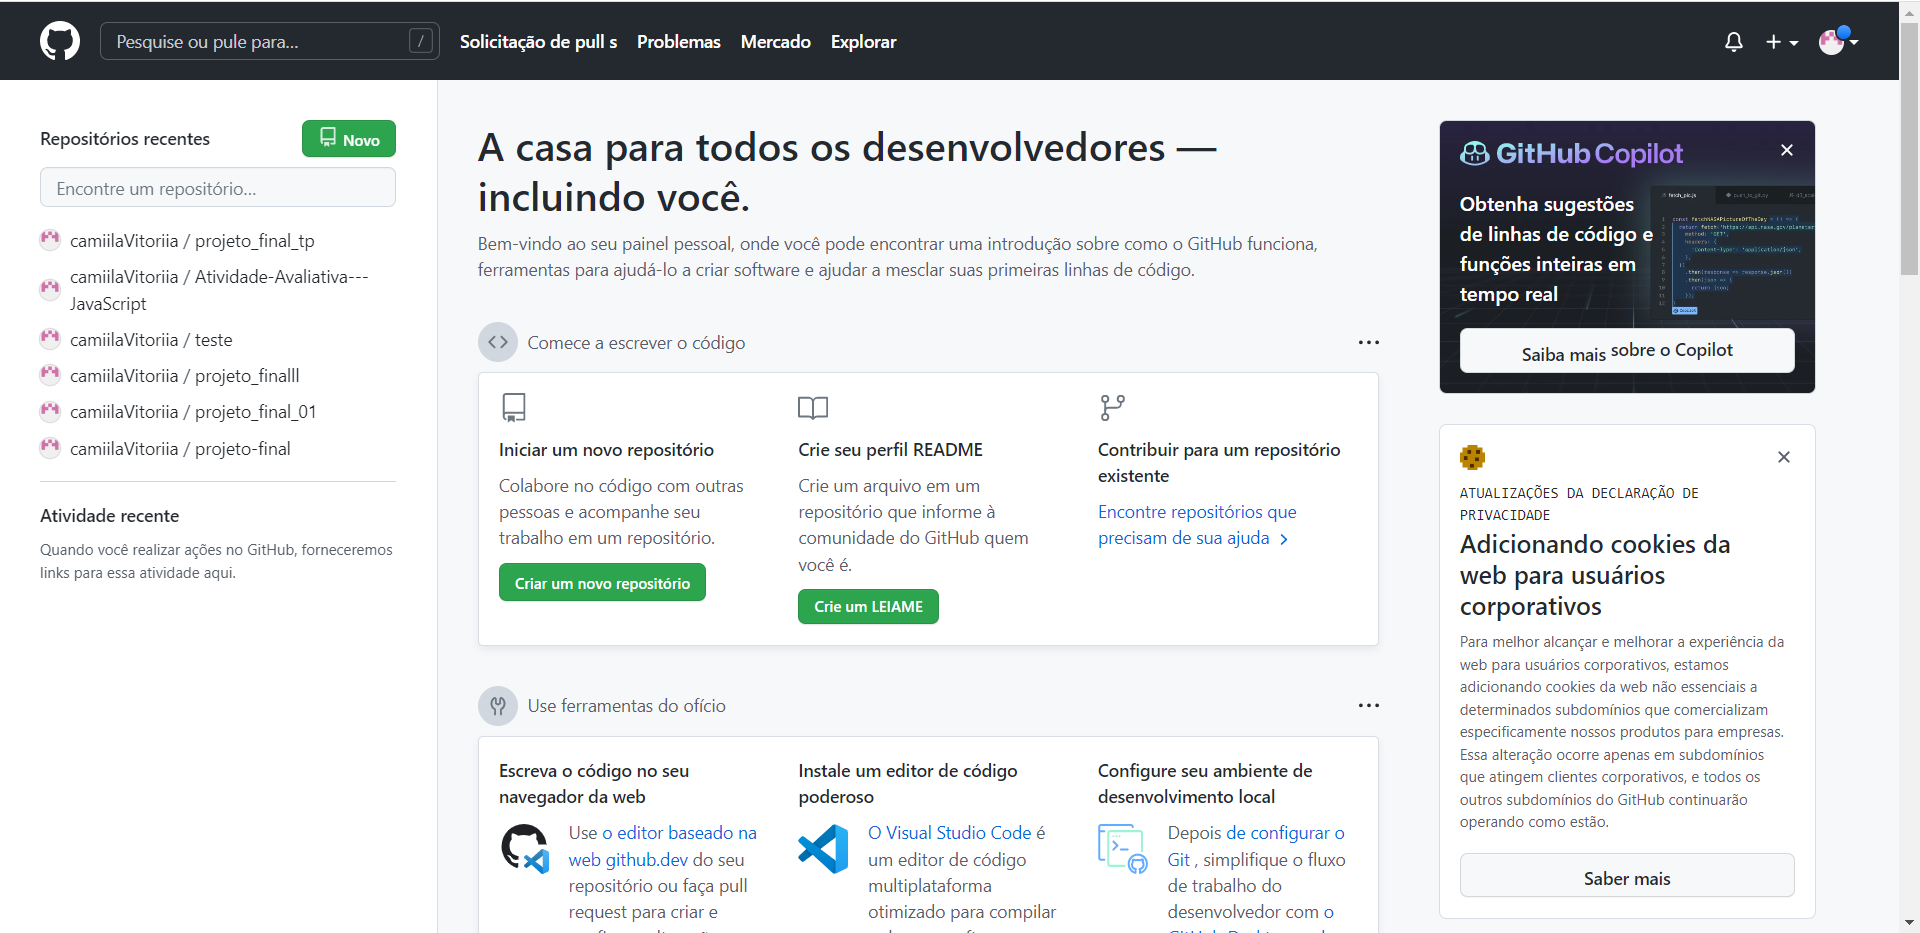 Pesquise ou pule para...
/
Solicitação de pull s
Problemas
Mercado
Explorar
Repositórios recentes
Novo
Encontre um repositório...
camiilaVitoriia / projeto_final_tp
camiilaVitoriia / Atividade-Avaliativa---
JavaScript
camiilaVitoriia / teste
camiilaVitoriia / projeto_finalll
camiilaVitoriia / projeto_final_01
camiilaVitoriia / projeto-final
Atividade recente
Quando você realizar ações no GitHub, forneceremos
links para essa atividade aqui.
A casa para todos os desenvolvedores —
incluindo você.
Bem-vindo ao seu painel pessoal, onde você pode encontrar uma introdução sobre como o GitHub funciona,
ferramentas para ajudá-lo a criar software e ajudar a mesclar suas primeiras linhas de código.
Comece a escrever o código
Iniciar um novo repositório
Colabore no código com outras
pessoas e acompanhe seu
trabalho em um repositório.
Criar um novo repositório
Crie seu perfil README
Crie um arquivo em um
repositório que informe à
comunidade do GitHub quem
você é.
Crie um LEIAME
Contribuir para um repositório
existente
Encontre repositórios que
precisam de sua ajuda
Use ferramentas do ofício
Escreva o código no seu
navegador da web
Use o editor baseado na
web github.dev do seu
repositório ou faça pull
request para criar e
Instale um editor de código
poderoso
O Visual Studio Code é
um editor de código
multiplataforma
otimizado para compilar
Configure seu ambiente de
desenvolvimento local
Depois de configurar o
Git , simplifique o fluxo
de trabalho do
desenvolvedor com o
GitHub Copilot
Obtenha sugestões
de linhas de código e
funções inteiras em
tempo real
fetch_pic.js
Saiba mais sobre o Copilot
ATUALIZAÇÕES DA DECLARAÇÃO DE
PRIVACIDADE
Adicionando cookies da
web para usuários
corporativos
Para melhor alcançar e melhorar a experiência da
web para usuários corporativos, estamos
adicionando cookies da web não essenciais a
determinados subdomínios que comercializam
especificamente nossos produtos para empresas.
Essa alteração ocorre apenas em subdomínios
que atingem clientes corporativos, e todos os
outros subdomínios do GitHub continuarão
operando como estão.
Saber mais